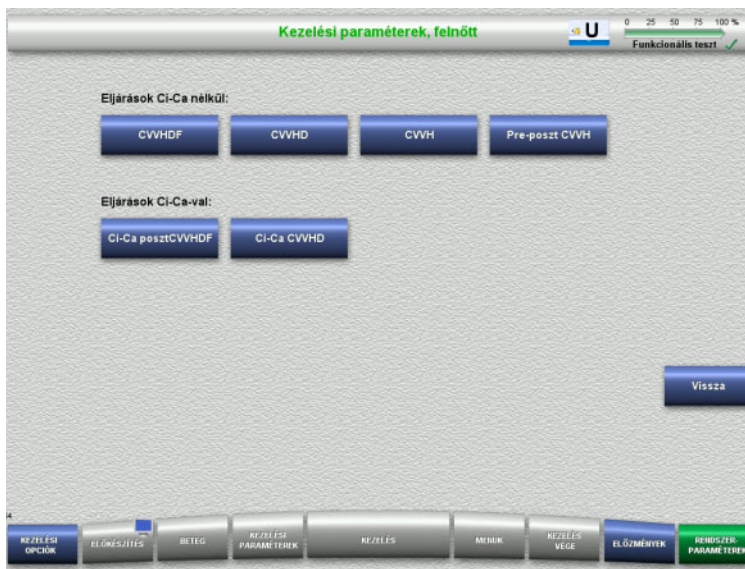 Kezelési paraméterek, felnőtt
U
0 25 50 75 100 %
Funkcionális teszt
Eljárások Ci-Ca nélkül:
CVVHDF CVVHD CVVH Pre-poszt CVVH
Eljárások Ci-Ca-val:
Ci-Ca posztCVVHDF Ci-Ca CVVHD
Vissza
4
KEZELÉSI
OPCIÓK
ELŐKÉSZÍTÉS
BETEG
KEZELÉSI
PARAMÉTEREK
KEZELÉS
MENÜK
KEZELÉS
VÉGE
ELŐZMÉNYEK
RENDSZER-
PARAMÉTEREK